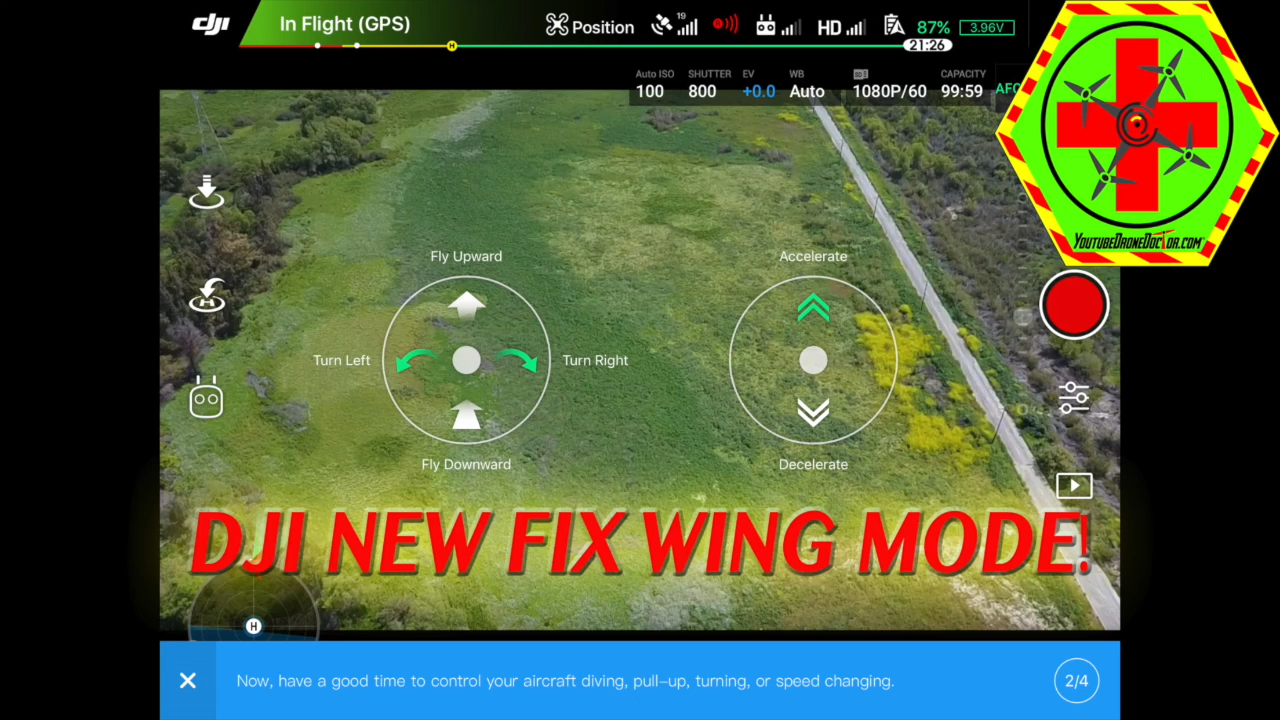 dji In Flight (GPS) Position 19 HD 87% 3.96V
H 21:26
Auto ISO SHUTTER EV WB SD CAPACITY
100 800 +0.0 Auto 1080P/60 99:59 AFC
YOUTUBEDRONEDOCTOR.COM
H
Fly Upward Accelerate
Turn Left Turn Right
Fly Downward Decelerate
DJI NEW FIX WING MODE!
H
Now, have a good time to control your aircraft diving, pull-up, turning, or speed changing. 2/4